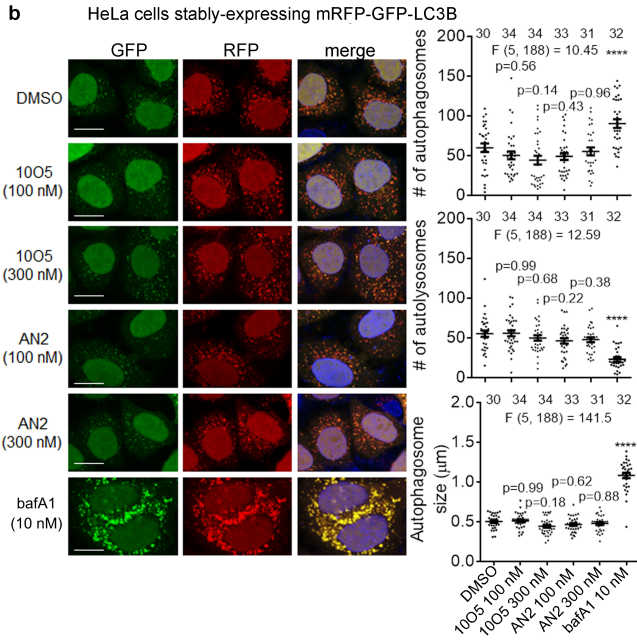 b
HeLa cells stably-expressing mRFP-GFP-LC3B
GFP RFP merge
DMSO
10O5
(100 nM)
10O5
(300 nM)
AN2
(100 nM)
AN2
(300 nM)
bafA1
(10 nM)
# of autophagosomes
200
150
100
50
0
30 34 34 33 31 32
F (5, 188) = 10.45
p=0.56
p=0.14
p=0.43
p=0.96
****
# of autolysosomes
200
150
100
50
0
30 34 34 33 31 32
F (5, 188) = 12.59
p=0.99
p=0.68
p=0.22
p=0.38
****
Autophagosome
size (μm)
2.0
1.5
1.0
0.5
0.0
30 34 34 33 31 32
F (5, 188) = 141.5
p=0.99
p=0.18
p=0.62
p=0.88
****
DMSO
10O5 100 nM
10O5 300 nM
AN2 100 nM
AN2 300 nM
bafA1 10 nM